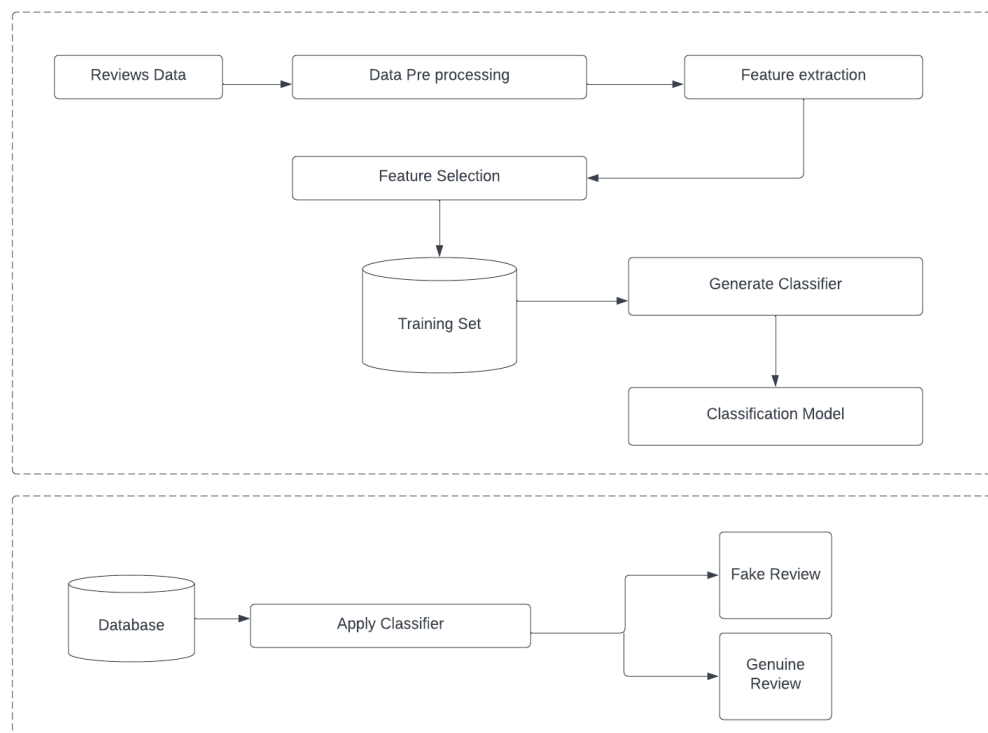 Reviews Data
Data Pre processing
Feature extraction
Feature Selection
Training Set
Generate Classifier
Classification Model
Database
Apply Classifier
Fake Review
Genuine
Review